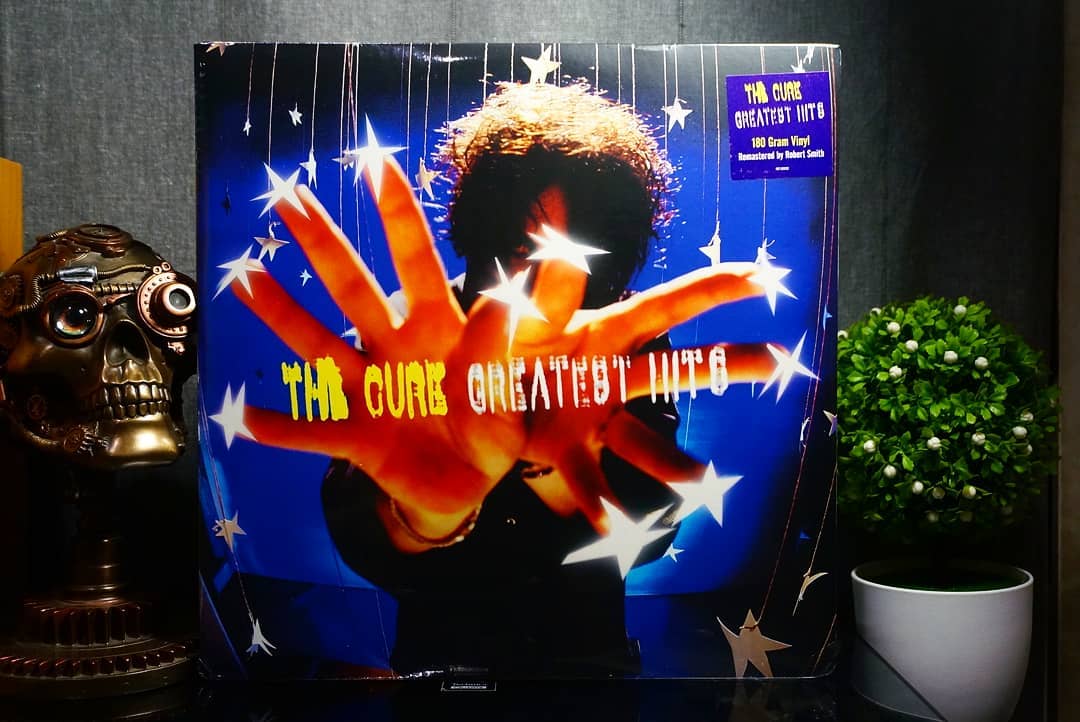 THE CURE
GREATEST HITS
180 Gram Vinyl
Remastered by Robert Smith
THE CURE GREATEST HITS